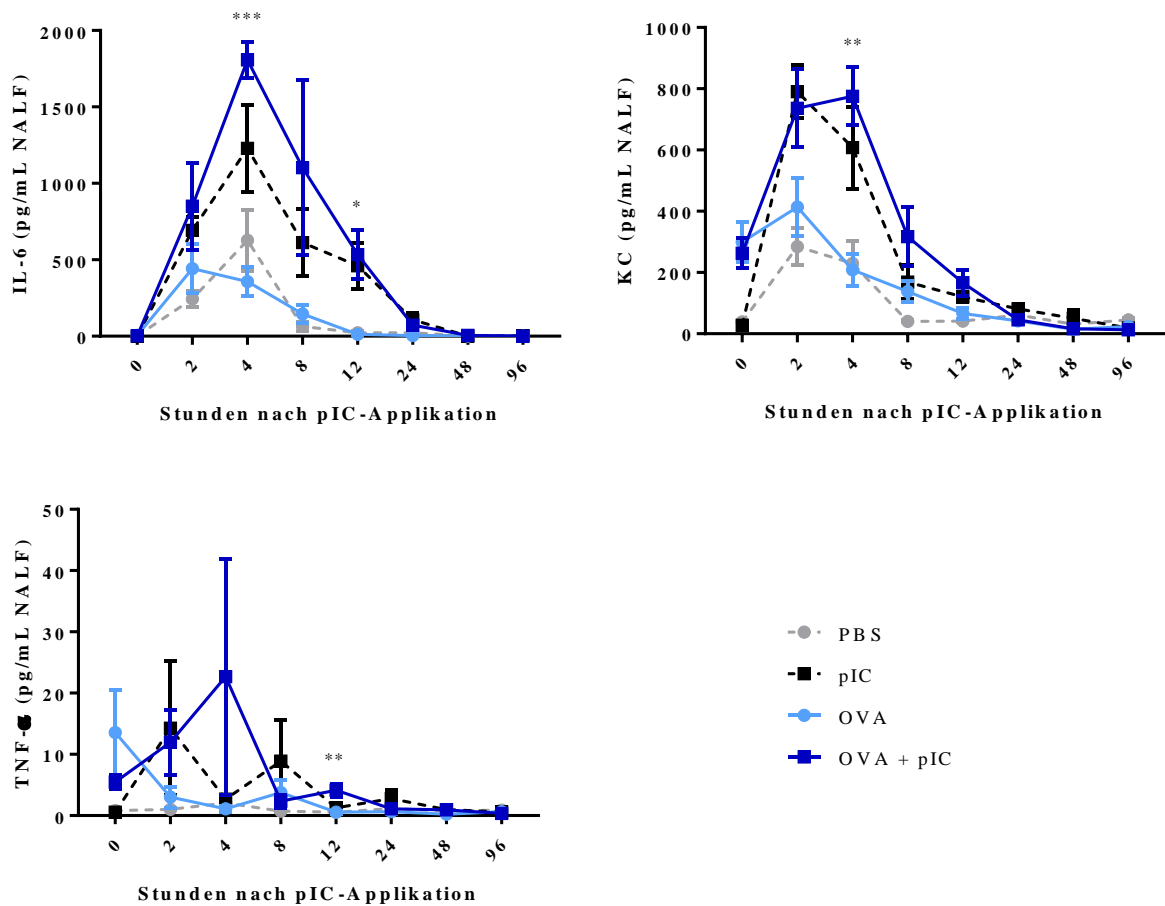 ***
IL-6 (pg/mL NALF)
2000
1500
1000
500
0
*
0 2 4 8 12 24 48 96
Stunden nach pIC-Applikation
**
KC (pg/mL NALF)
1000
800
600
400
200
0
0 2 4 8 12 24 48 96
Stunden nach pIC-Applikation
TNF-α (pg/mL NALF)
50
40
30
20
10
0
**
0 2 4 8 12 24 48 96
Stunden nach pIC-Applikation
PBS
pIC
OVA
OVA + pIC